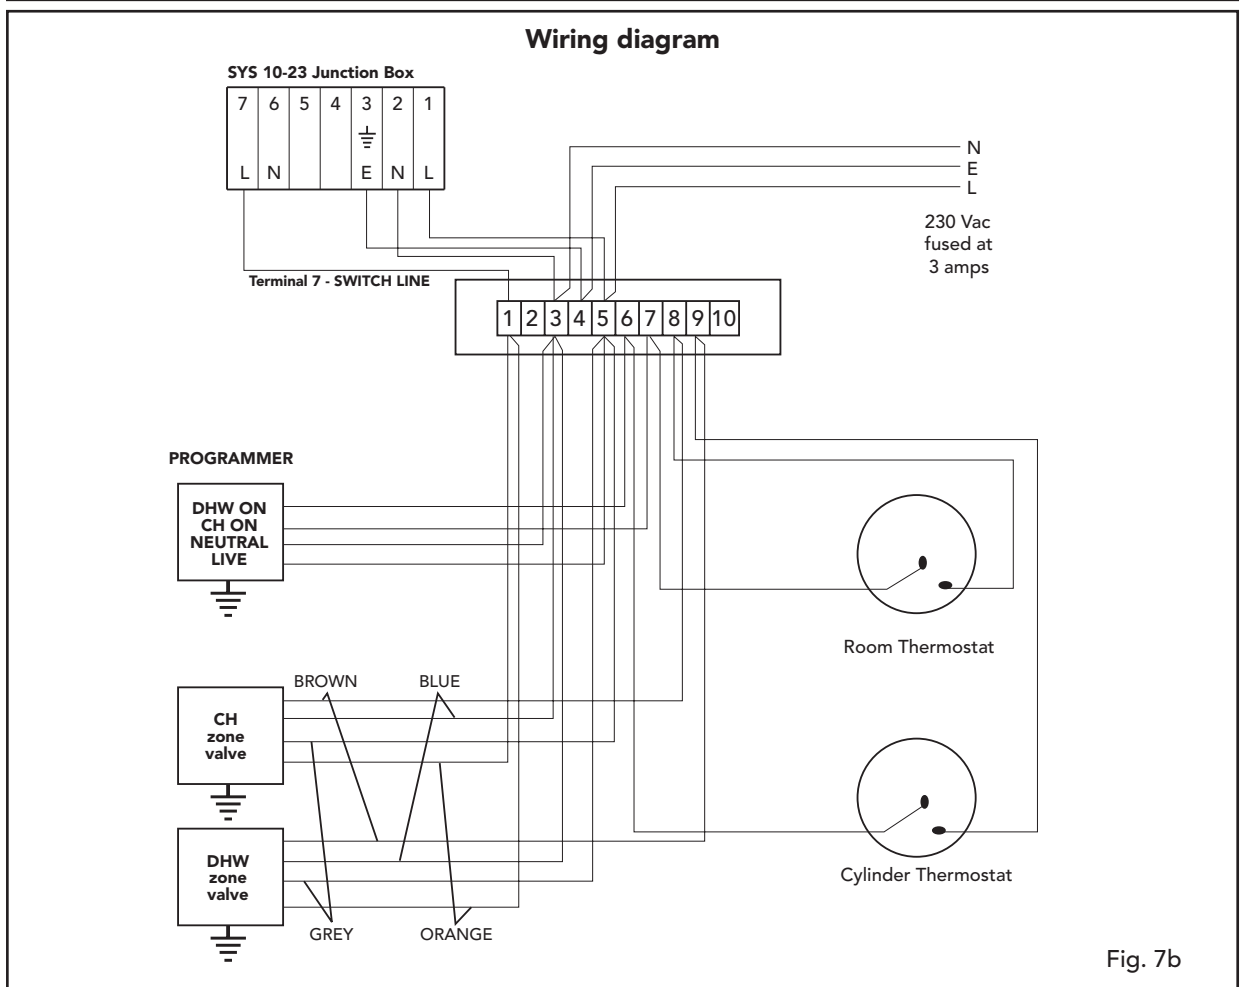 Wiring diagram
SYS 10-23 Junction Box
7 6 5 4 3 2 1
L N E N L
N
E
L
230 Vac
fused at
3 amps
Terminal 7 - SWITCH LINE
1 2 3 4 5 6 7 8 9 10
PROGRAMMER
DHW ON
CH ON
NEUTRAL
LIVE
Room Thermostat
BROWN BLUE
CH
zone
valve
DHW
zone
valve
Cylinder Thermostat
GREY ORANGE
Fig. 7b